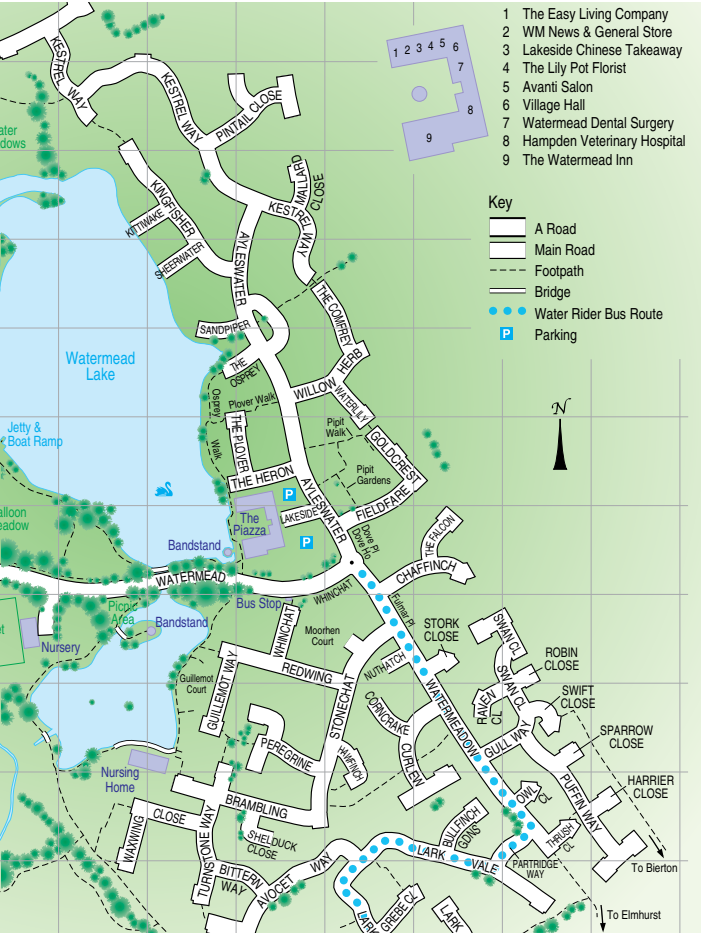 1 The Easy Living Company
2 WM News & General Store
3 Lakeside Chinese Takeaway
4 The Lily Pot Florist
5 Avanti Salon
6 Village Hall
7 Watermead Dental Surgery
8 Hampden Veterinary Hospital
9 The Watermead Inn
1 2 3 4 5 6
7
8
9
Key
A Road
Main Road
Footpath
Bridge
Water Rider Bus Route
P Parking
N
KESTREL WAY
KESTREL WAY
PINTAIL CLOSE
ater
dows
MALLARD
CLOSE
KINGFISHER
KITTIWAKE
SHEERWATER
KESTREL WAY
AYLESWATER
THE COMFREY
SANDPIPER
THE
OSPREY
HERB
WILLOW
WATERLILY
Watermead
Lake
Osprey
Walk
Plover Walk
THE PLOVER
Pipit
Walk
GOLDCREST
Jetty &
Boat Ramp
THE HERON
Pipit
Gardens
AYLESWATER
FIELDFARE
P
LAKESIDE
The
Piazza
P
alloon
eadow
Dove Pl
Dove Ho
THE FALCON
Bandstand
CHAFFINCH
WATERMEAD
WHINCHAT
Bus Stop
Picnic
Area
Bandstand
Fulmar Pl
WHINCHAT
Moorhen
Court
STORK
CLOSE
SWAN CL
et
Nursery
ROBIN
CLOSE
GUILLEMOT WAY
REDWING
NUTHATCH
Guillemot
Court
SWAN CL
SWIFT
CLOSE
STONECHAT
WATERMEADOW
RAVEN
CL
CORNCRAKE
SPARROW
CLOSE
GULL WAY
PEREGRINE
HAWFINCH
CURLEW
Nursing
Home
HARRIER
CLOSE
PUFFIN WAY
OWL
CL
BRAMBLING
CLOSE
WAXWING
TURNSTONE WAY
SHELDUCK
CLOSE
BULLFINCH
GDNS
THRUSH
CL
LARK
VALE
PARTRIDGE
WAY
To Bierton
BITTERN
WAY
AVOCET WAY
LARK
GREBE CL
LARK
To Elmhurst